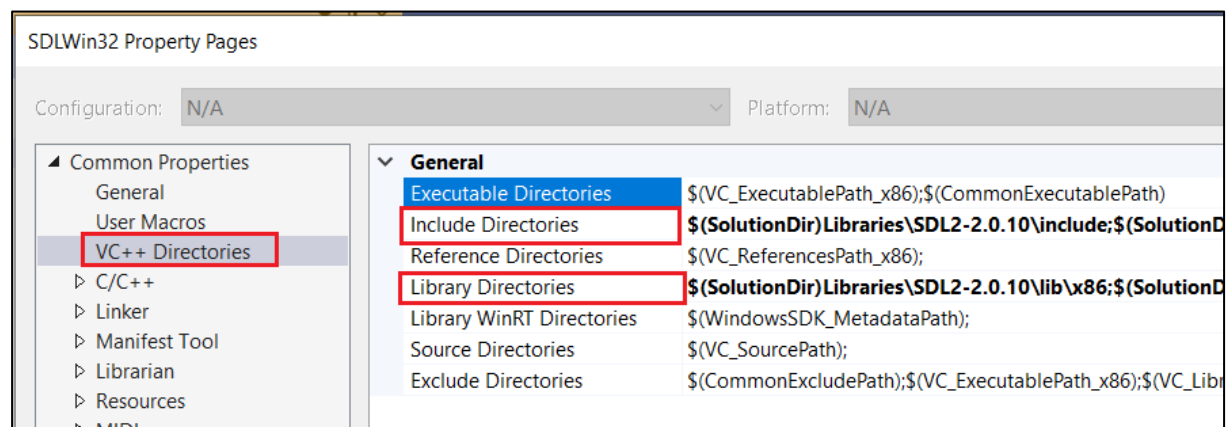 SDLWin32 Property Pages
Configuration: N/A Platform: N/A
Common Properties
General
User Macros
VC++ Directories
C/C++
Linker
Manifest Tool
Librarian
Resources
General
Executable Directories $(VC_ExecutablePath_x86);$(CommonExecutablePath)
Include Directories $(SolutionDir)Libraries\SDL2-2.0.10\include;$(SolutionD
Reference Directories $(VC_ReferencesPath_x86);
Library Directories $(SolutionDir)Libraries\SDL2-2.0.10\lib\x86;$(SolutionD
Library WinRT Directories $(WindowsSDK_MetadataPath);
Source Directories $(VC_SourcePath);
Exclude Directories $(CommonExcludePath);$(VC_ExecutablePath_x86);$(VC_Libr